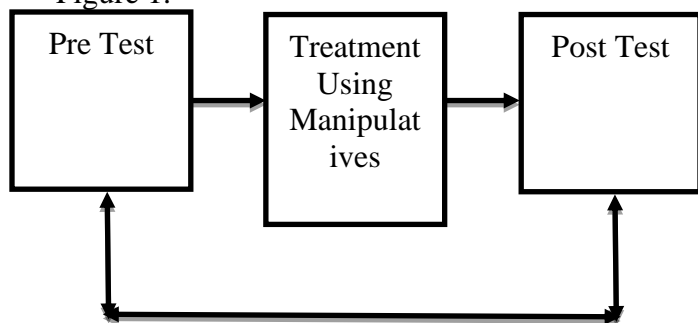 Figure 1.
Pre Test
Treatment
Using
Manipulat
ives
Post Test